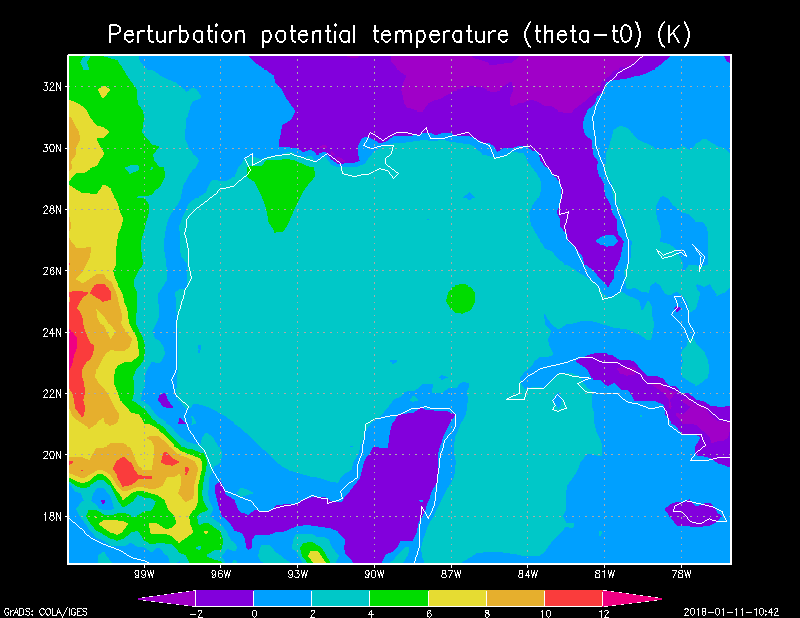 Perturbation potential temperature (theta-t0) (K)
32N
30N
28N
26N
24N
22N
20N
18N
99W 96W 93W 90W 87W 84W 81W 78W
-2 0 2 4 6 8 10 12
GrADS: COLA/IGES 2018-01-11-10:42